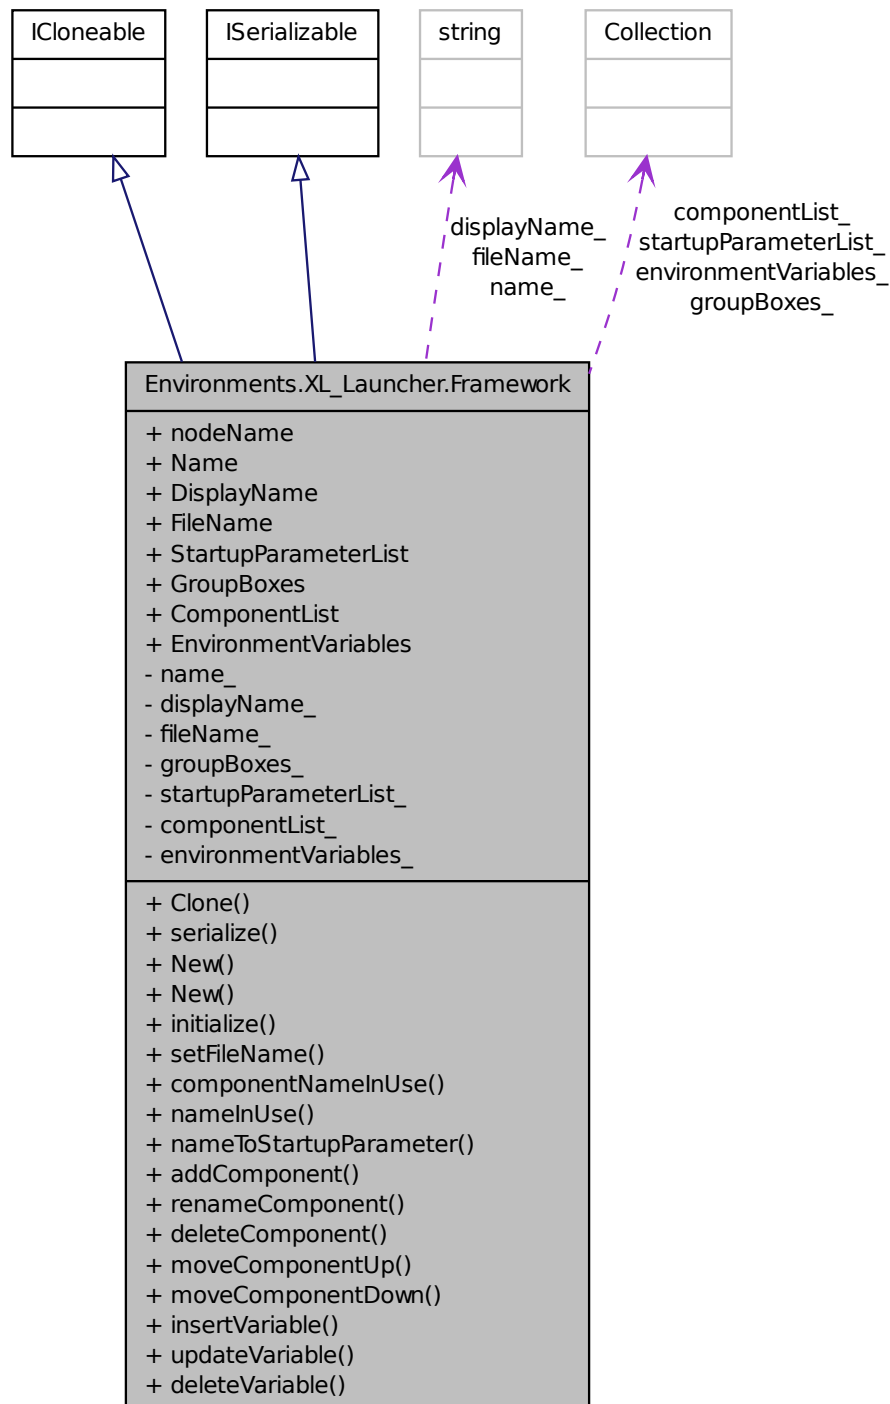 ICloneable
ISerializable
string
Collection
displayName_
fileName_
name_
componentList_
startupParameterList_
environmentVariables_
groupBoxes_
Environments.XL_Launcher.Framework
+ nodeName
+ Name
+ DisplayName
+ FileName
+ StartupParameterList
+ GroupBoxes
+ ComponentList
+ EnvironmentVariables
- name_
- displayName_
- fileName_
- groupBoxes_
- startupParameterList_
- componentList_
- environmentVariables_
+ Clone()
+ serialize()
+ New()
+ New()
+ initialize()
+ setFileName()
+ componentNameInUse()
+ nameInUse()
+ nameToStartupParameter()
+ addComponent()
+ renameComponent()
+ deleteComponent()
+ moveComponentUp()
+ moveComponentDown()
+ insertVariable()
+ updateVariable()
+ deleteVariable()